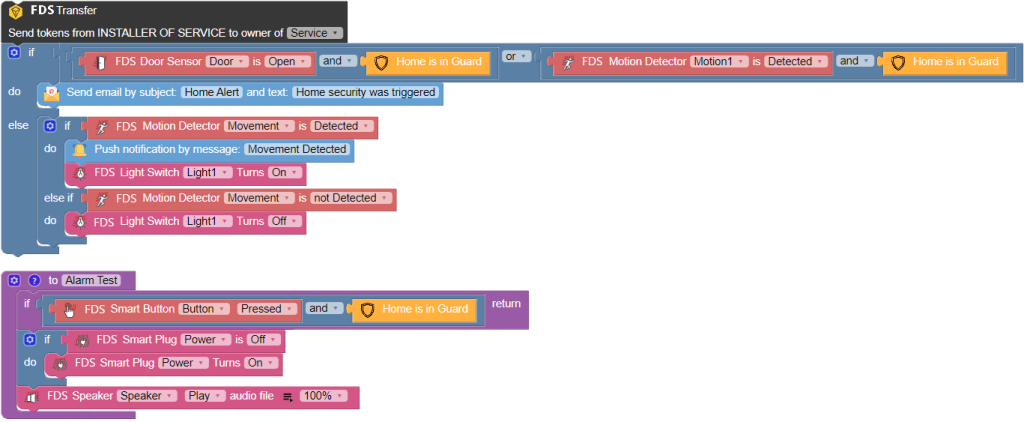 FDS Transfer
Send tokens from INSTALLER OF SERVICE to owner of Service
if FDS Door Sensor Door is Open and Home is in Guard or FDS Motion Detector Motion1 is Detected and Home is in Guard
do Send email by subject: Home Alert and text: Home security was triggered
else if FDS Motion Detector Movement is Detected
do Push notification by message: Movement Detected
FDS Light Switch Light1 Turns On
else if FDS Motion Detector Movement is not Detected
do FDS Light Switch Light1 Turns Off
? to Alarm Test
if FDS Smart Button Button Pressed and Home is in Guard return
if FDS Smart Plug Power is Off
do FDS Smart Plug Power Turns On
FDS Speaker Speaker Play audio file 100%